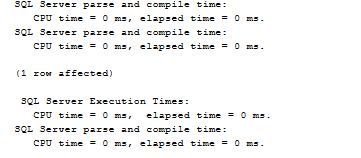 SQL Server parse and compile time:
CPU time = 0 ms, elapsed time = 0 ms.
SQL Server parse and compile time:
CPU time = 0 ms, elapsed time = 0 ms.
(1 row affected)
SQL Server Execution Times:
CPU time = 0 ms,  elapsed time = 0 ms.
SQL Server parse and compile time:
CPU time = 0 ms, elapsed time = 0 ms.